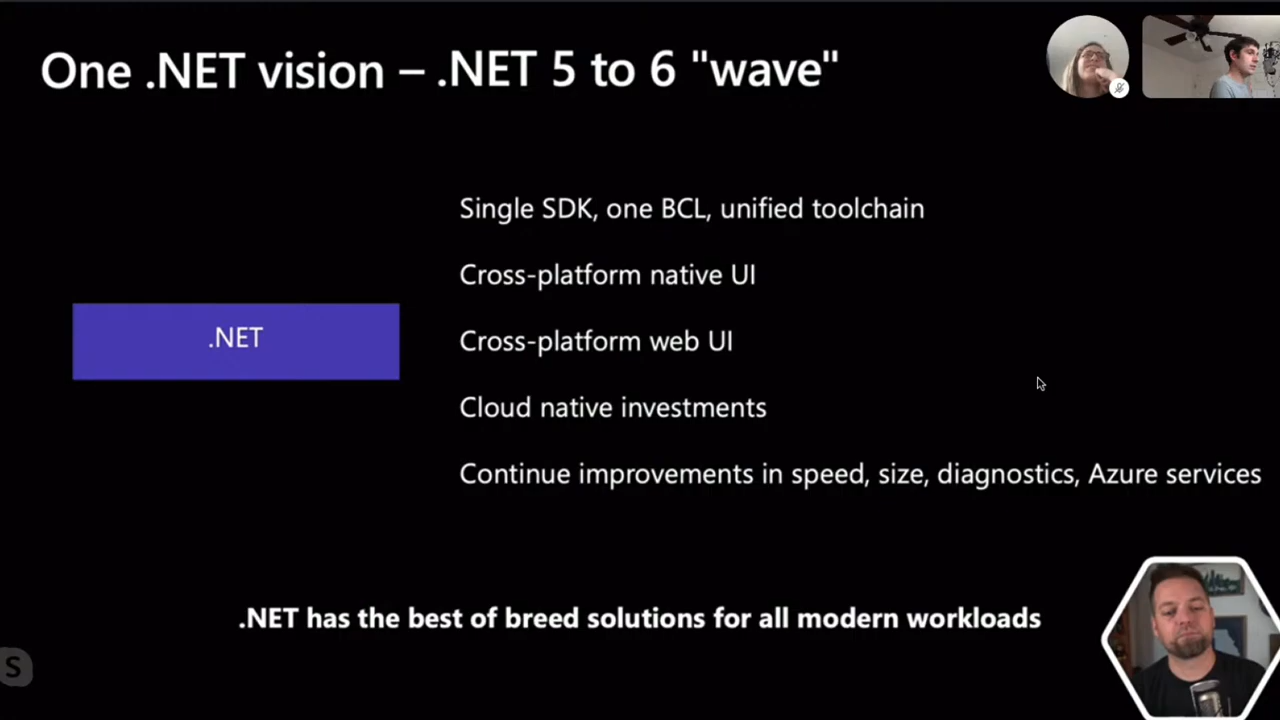 One .NET vision – .NET 5 to 6 "wave"
Single SDK, one BCL, unified toolchain
Cross-platform native UI
.NET
Cross-platform web UI
Cloud native investments
Continue improvements in speed, size, diagnostics, Azure services
.NET has the best of breed solutions for all modern workloads
S